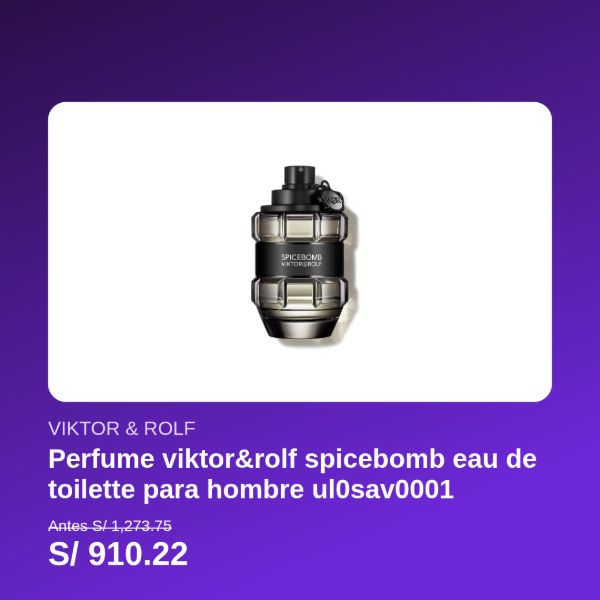 SPICEBOMB
VIKTOR&ROLF
VIKTOR & ROLF
Perfume viktor&rolf spicebomb eau de
toilette para hombre ul0sav0001
Antes S/ 1,273.75
S/ 910.22